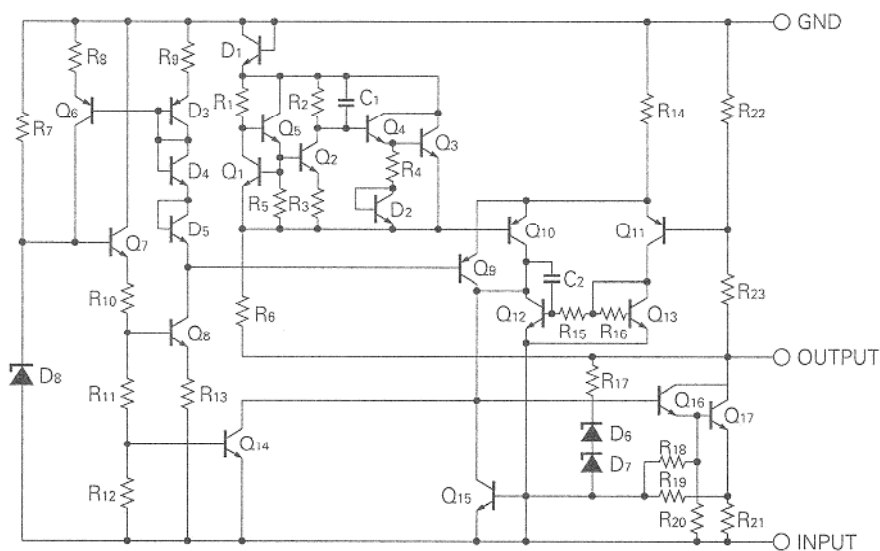 GND
R8
R9
D1
R1
R2
C1
R14
R22
Q6
D3
R7
Q5
Q4
Q3
Q2
D4
Q1
R4
R5
R3
D2
D5
Q7
Q10
Q11
Q9
R10
C2
R23
R6
Q12
R15
R16
Q13
Q8
OUTPUT
D8
R11
R13
R17
Q16
Q17
Q14
D6
D7
R18
R19
R12
Q15
R20
R21
INPUT